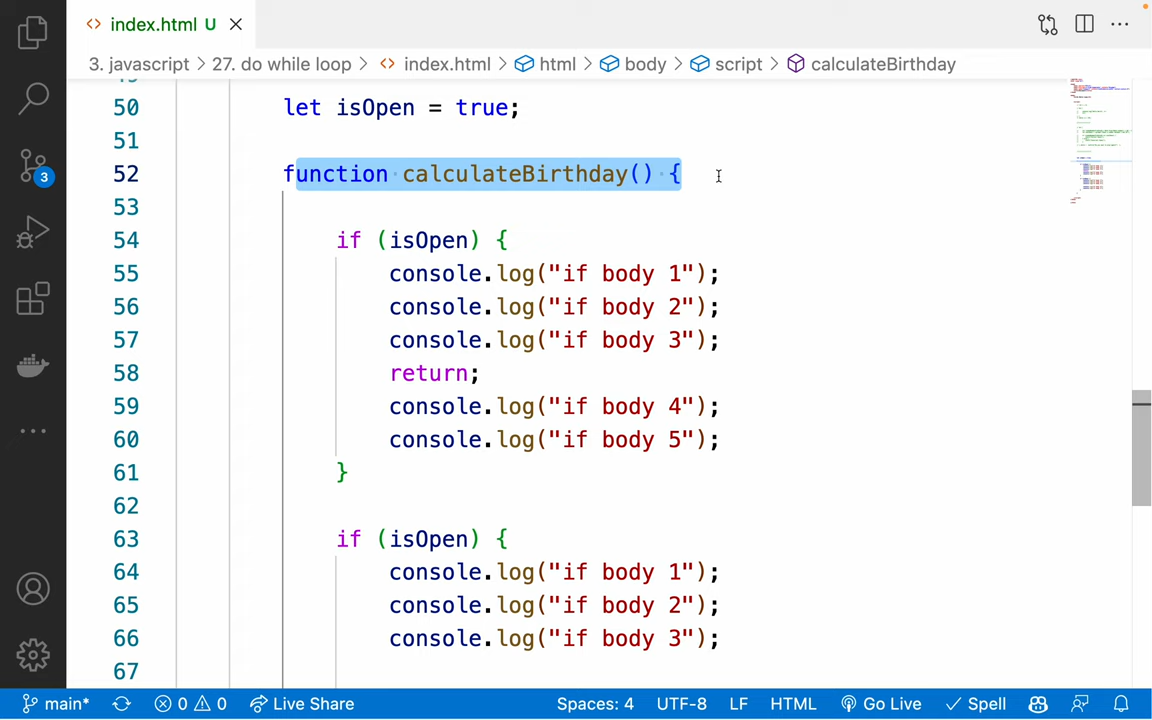 index.html U
3. javascript > 27. do while loop > index.html > html > body > script > calculateBirthday
50 let isOpen = true;
51
52 function calculateBirthday() {
53
54 if (isOpen) {
55 console.log("if body 1");
56 console.log("if body 2");
57 console.log("if body 3");
58 return;
59 console.log("if body 4");
60 console.log("if body 5");
61 }
62
63 if (isOpen) {
64 console.log("if body 1");
65 console.log("if body 2");
66 console.log("if body 3");
67
3
main* 0 0 Live Share Spaces: 4 UTF-8 LF HTML Go Live Spell